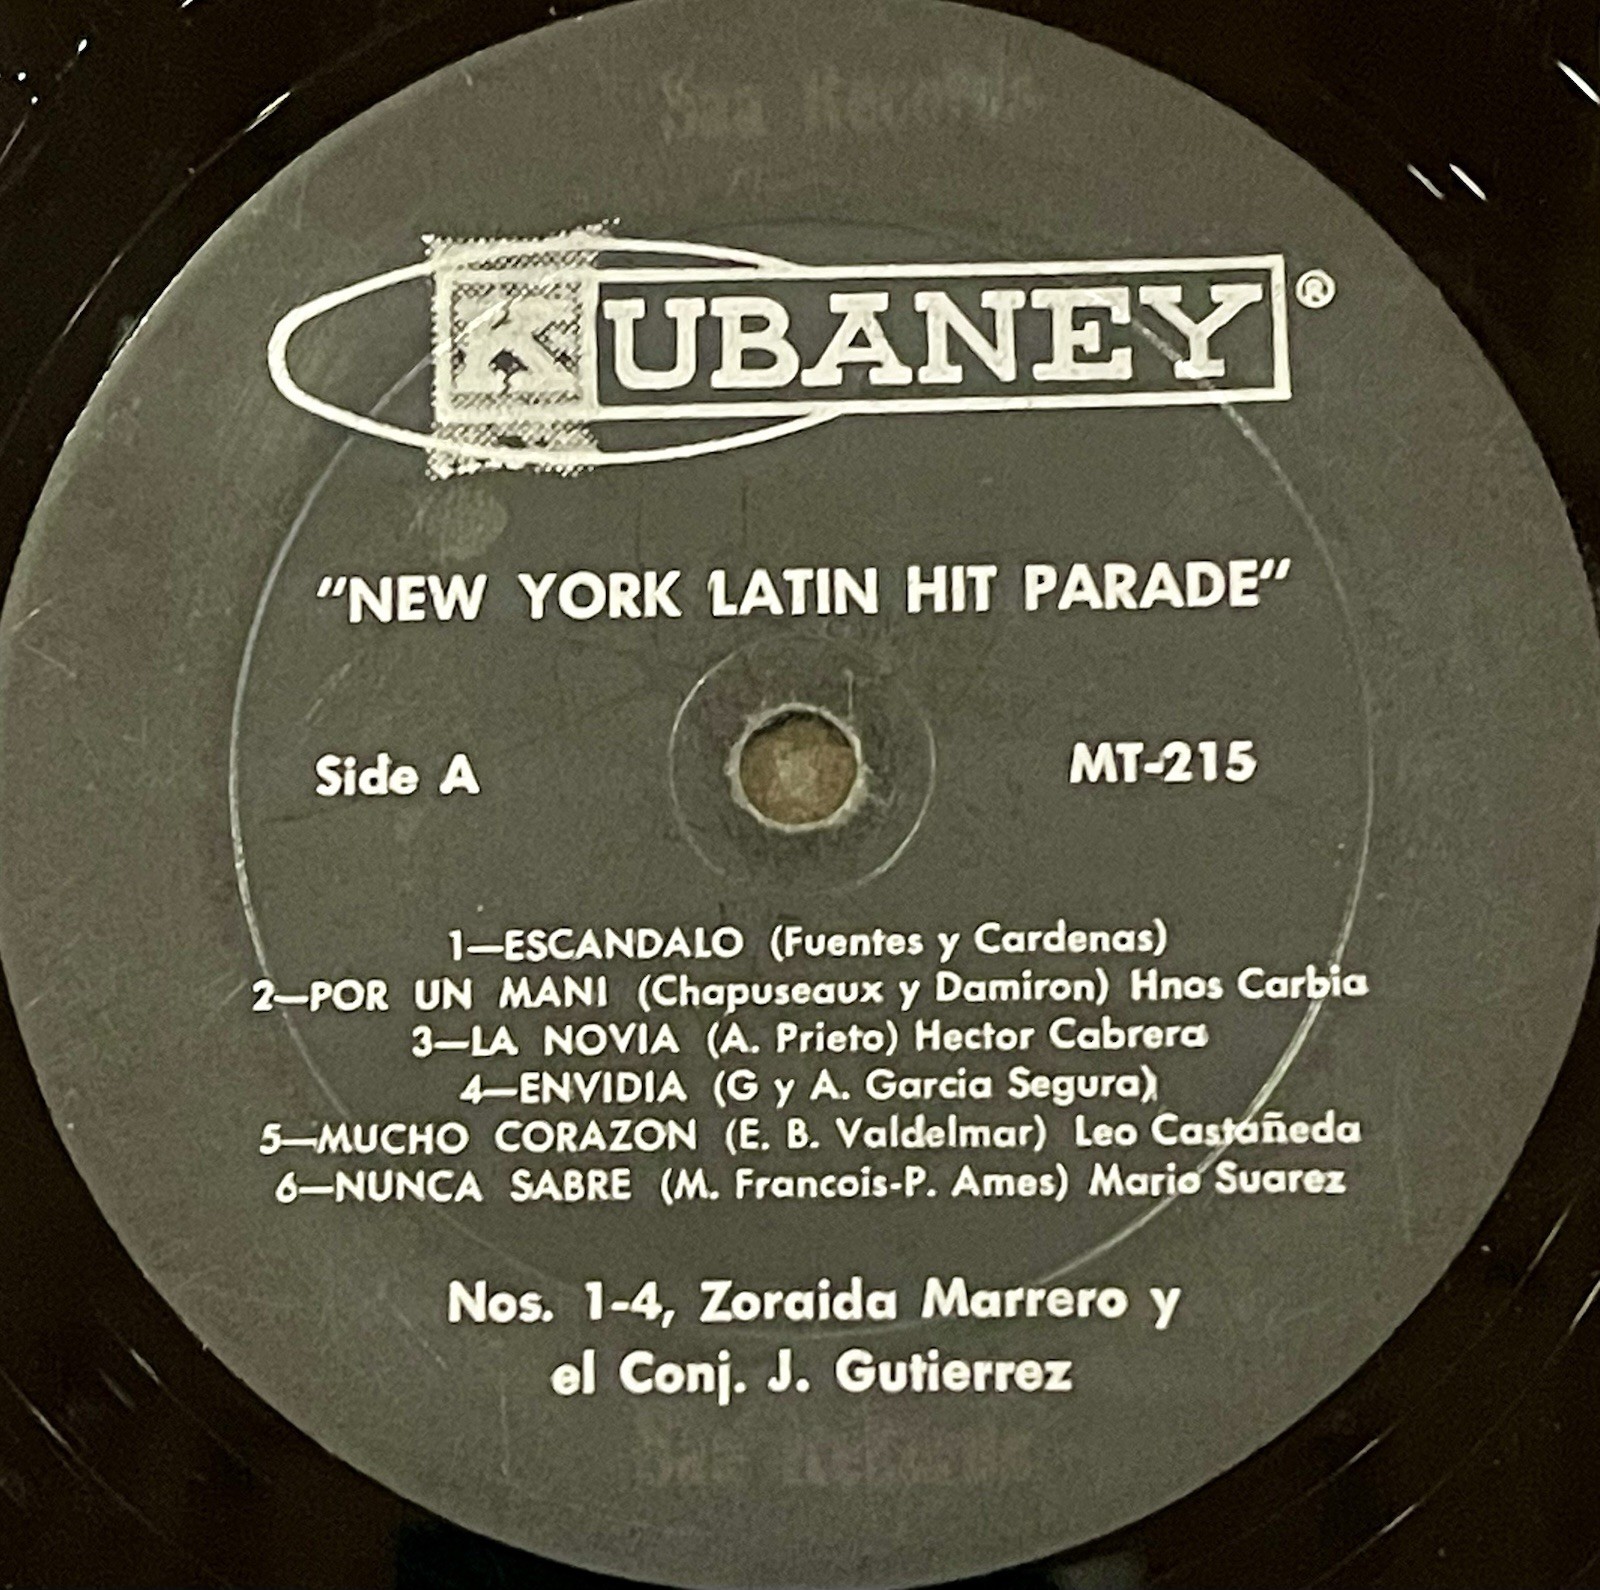 KUBANEY®
"NEW YORK LATIN HIT PARADE"
Side A
MT-215
1—ESCANDALO (Fuentes y Cardenas)
2—POR UN MANI (Chapuseaux y Damiron) Hnos Carbia
3—LA NOVIA (A. Prieto) Hector Cabrera
4—ENVIDIA (G y A. Garcia Segura)
5—MUCHO CORAZON (E. B. Valdelmar) Leo Castañeda
6—NUNCA SABRE (M. Francois-P. Ames) Mario Suarez
Nos. 1-4, Zoraida Marrero y
el Conj. J. Gutierrez